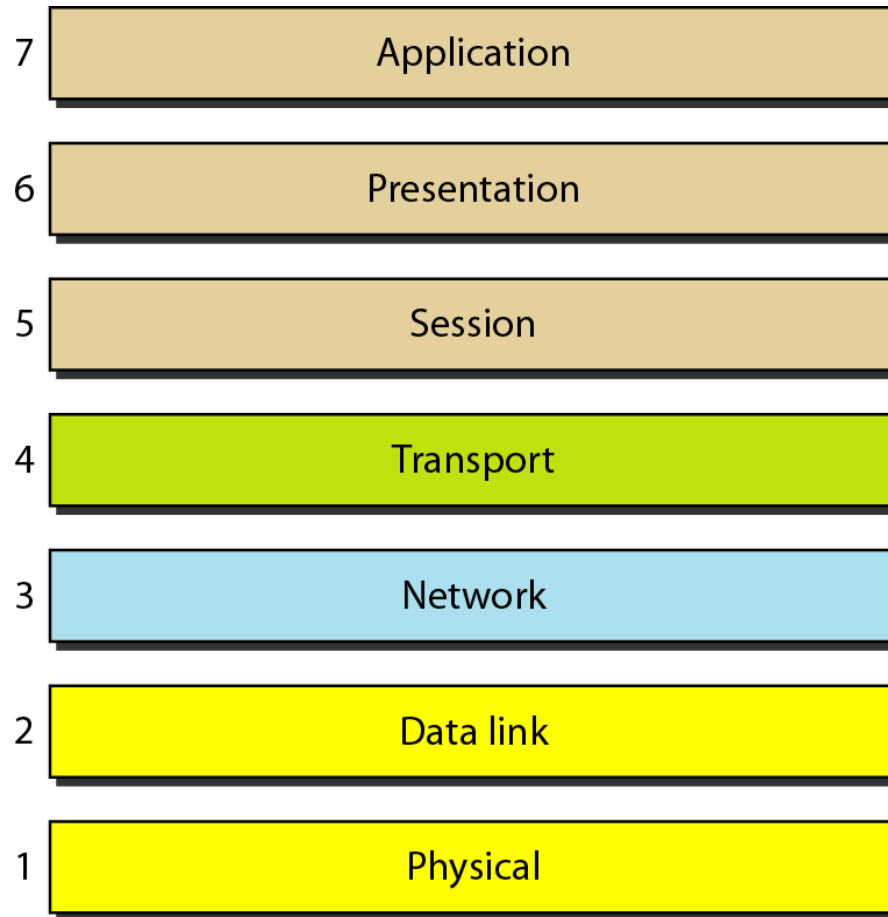 7 Application
6 Presentation
5 Session
4 Transport
3 Network
2 Data link
1 Physical